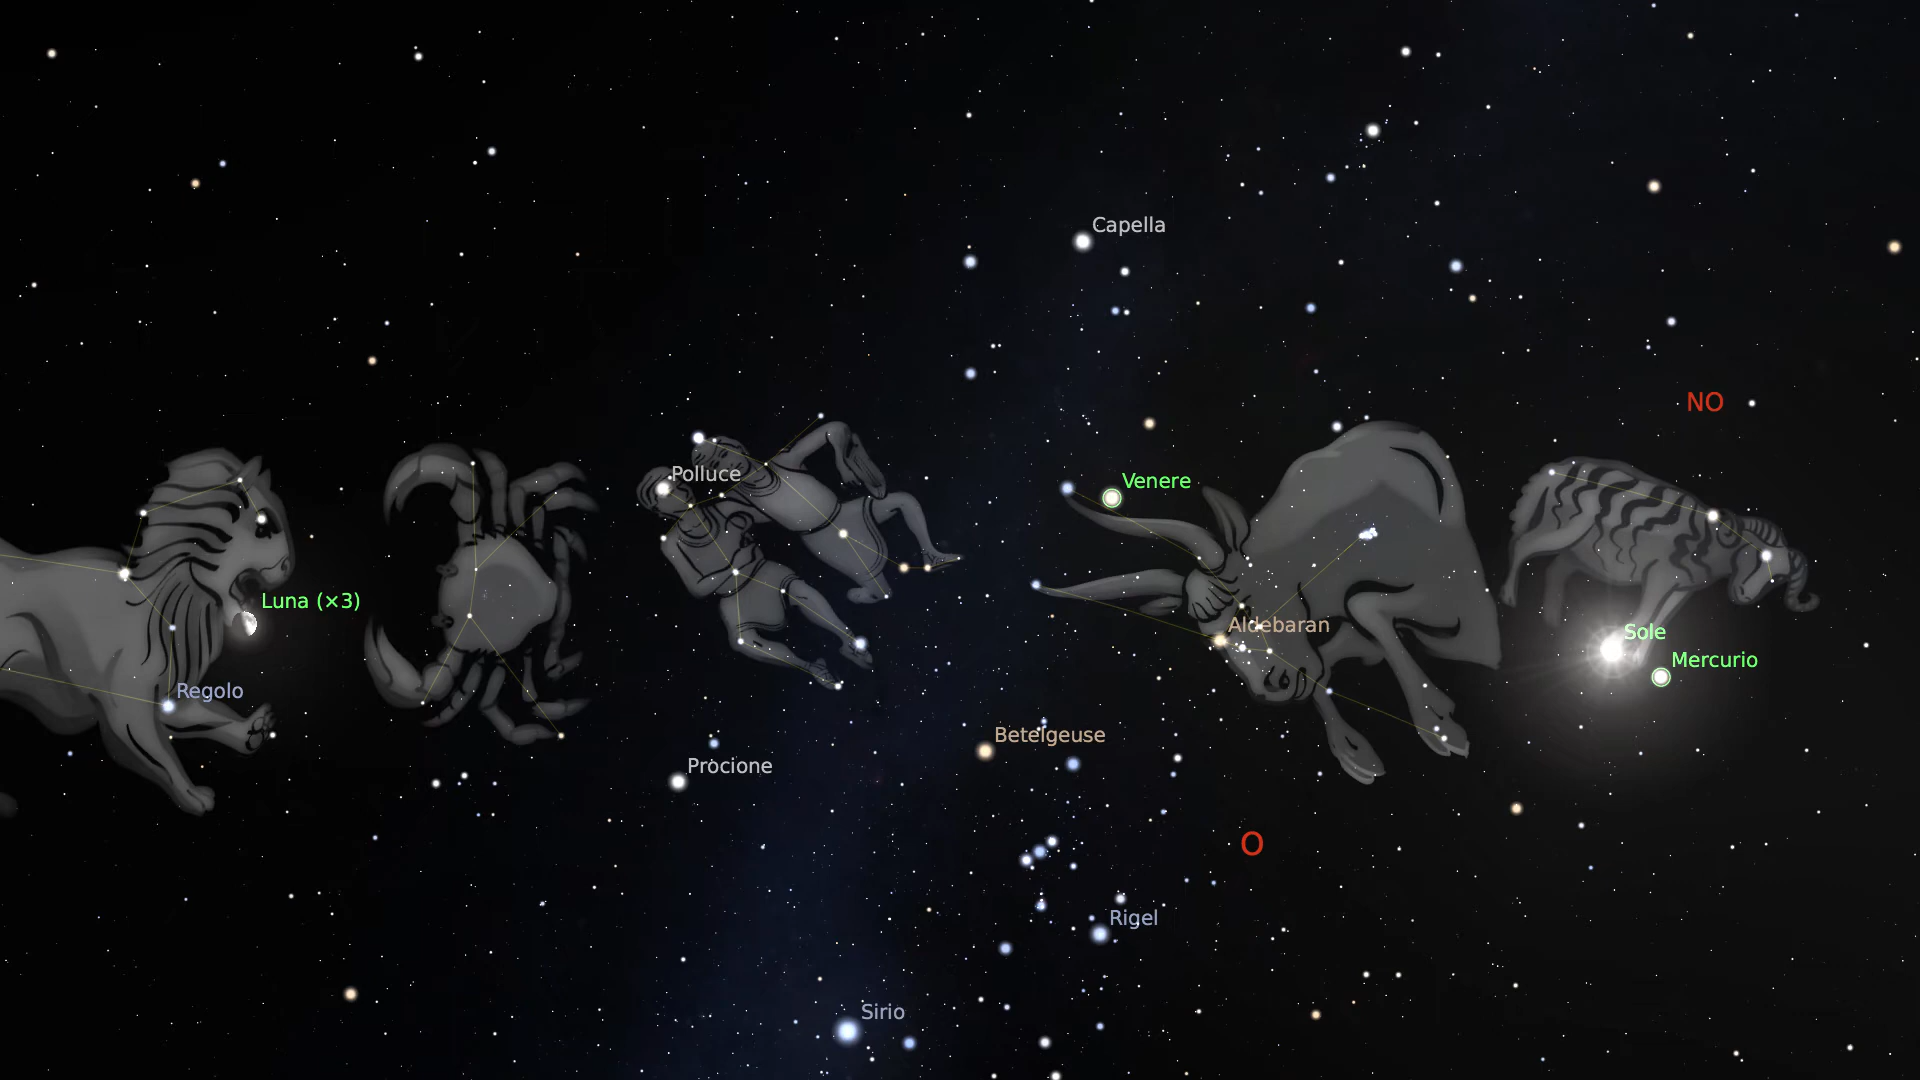 Capella
NO
Polluce
Venere
Luna (×3)
Aldebaran
Sole
Mercurio
Regolo
Betelgeuse
Procione
O
Rigel
Sirio